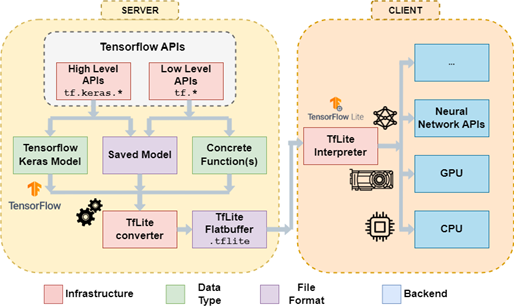 SERVER
CLIENT
Tensorflow APIs
High Level
APIs
tf.keras.*
Low Level
APIs
tf.*
Tensorflow
Keras Model
Saved Model
Concrete
Function(s)
TensorFlow
TfLite
converter
TfLite
Flatbuffer
.tflite
TensorFlow Lite
TfLite
Interpreter
...
Neural
Network APIs
GPU
CPU
Infrastructure
Data
Type
File
Format
Backend